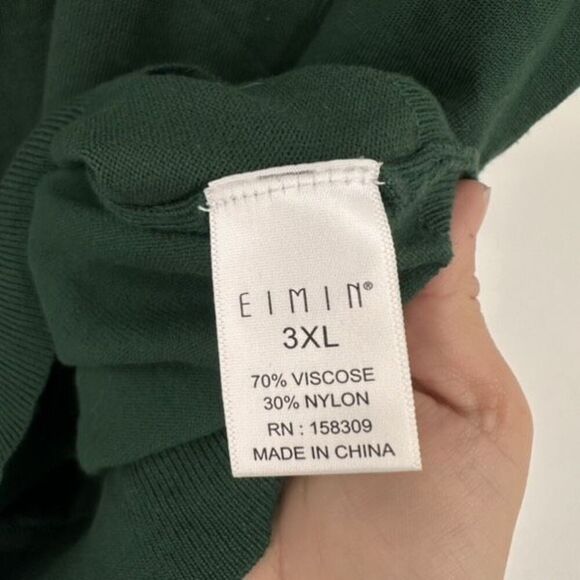 EIMIN®
3XL
70% VISCOSE
30% NYLON
RN : 158309
MADE IN CHINA